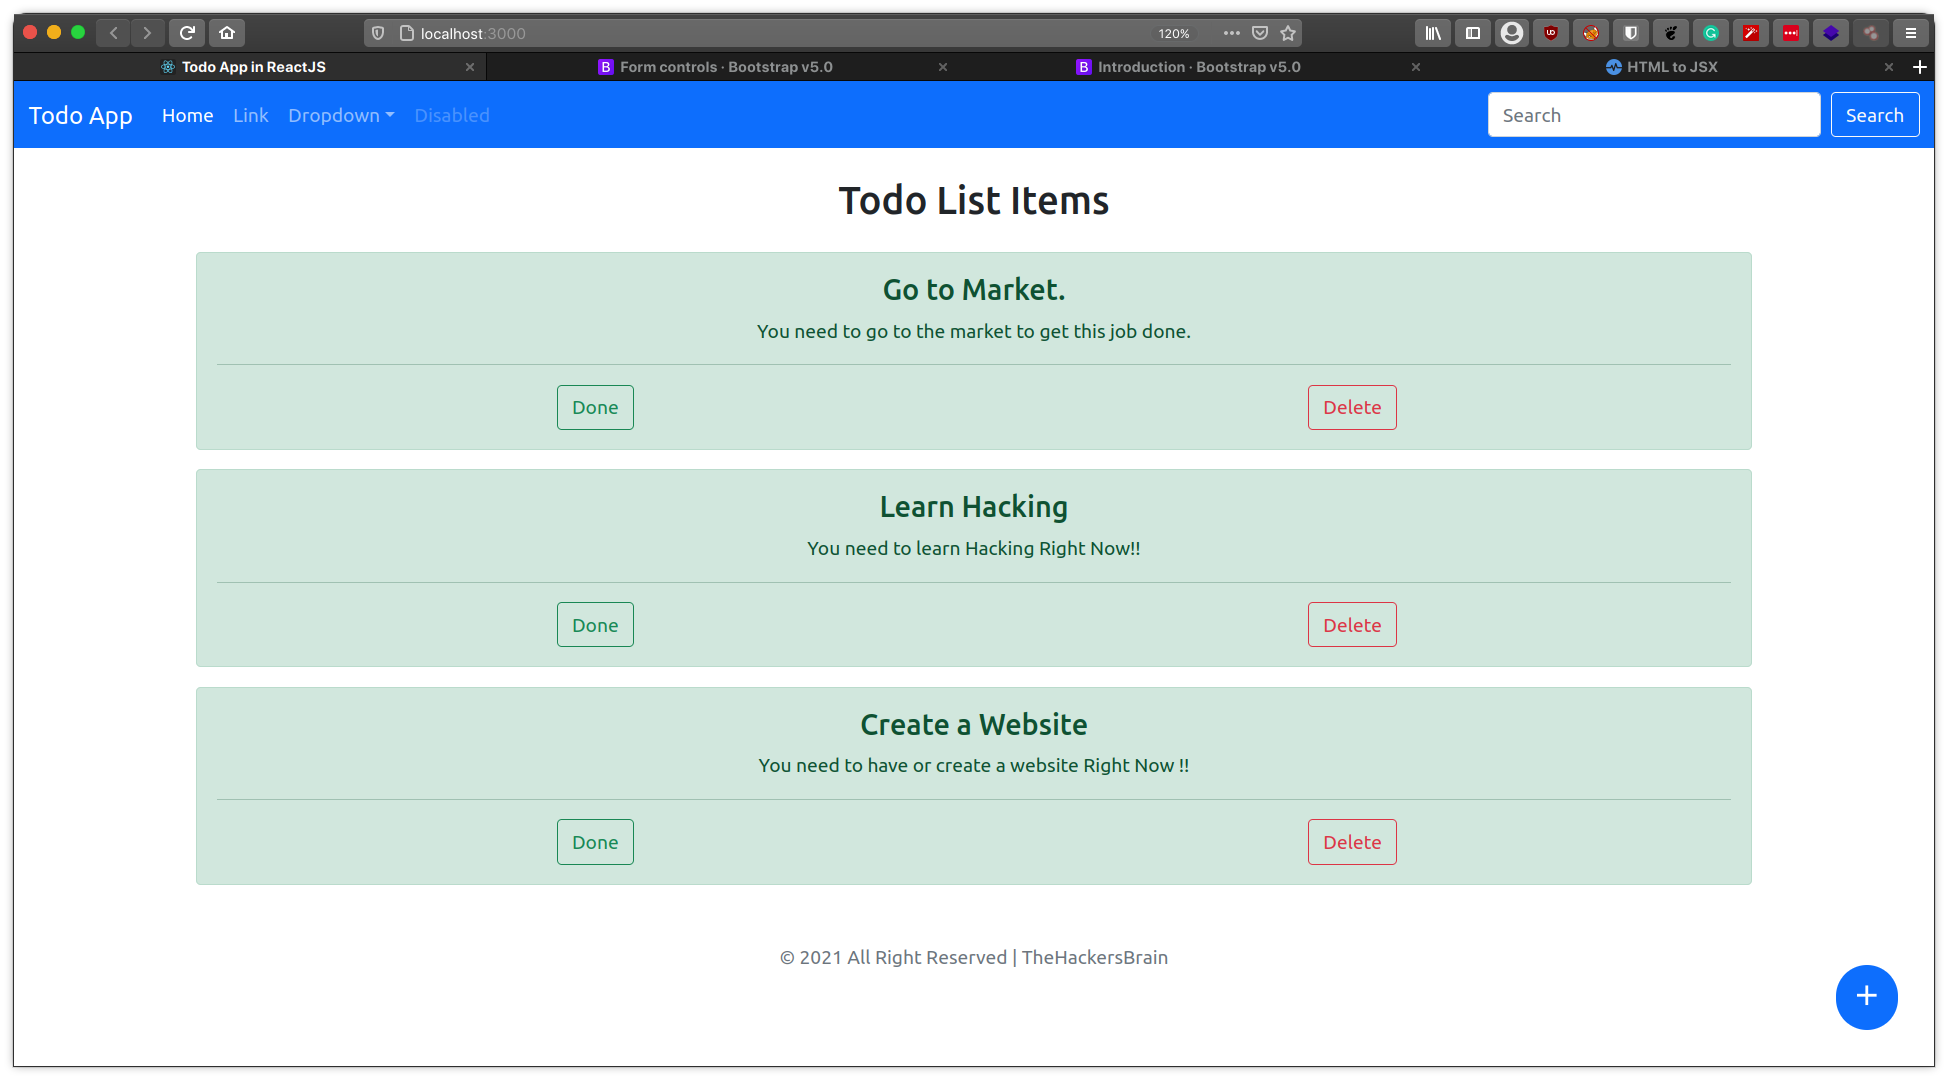 localhost:3000 120%
Todo App in ReactJS Form controls · Bootstrap v5.0 Introduction · Bootstrap v5.0 HTML to JSX
Todo App Home Link Dropdown Disabled Search Search
Todo List Items
Go to Market.
You need to go to the market to get this job done.
Done Delete
Learn Hacking
You need to learn Hacking Right Now!!
Done Delete
Create a Website
You need to have or create a website Right Now !!
Done Delete
© 2021 All Right Reserved | TheHackersBrain